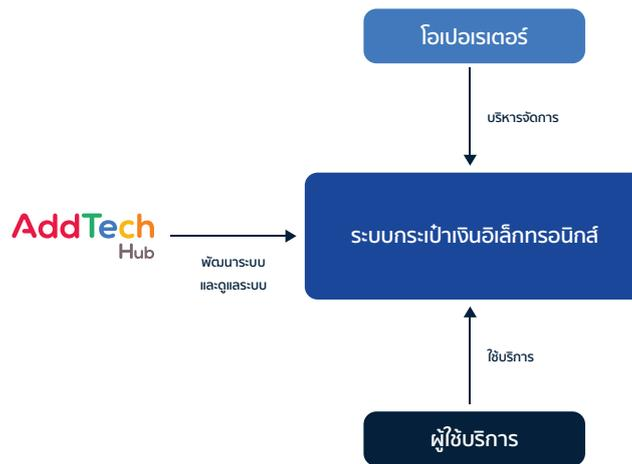 โอเปอเรเตอร์
บริหารจัดการ
AddTech
Hub
ระบบกระเป๋าเงินอิเล็กทรอนิกส์
พัฒนาระบบ
และดูแลระบบ
ใช้บริการ
ผู้ใช้บริการ